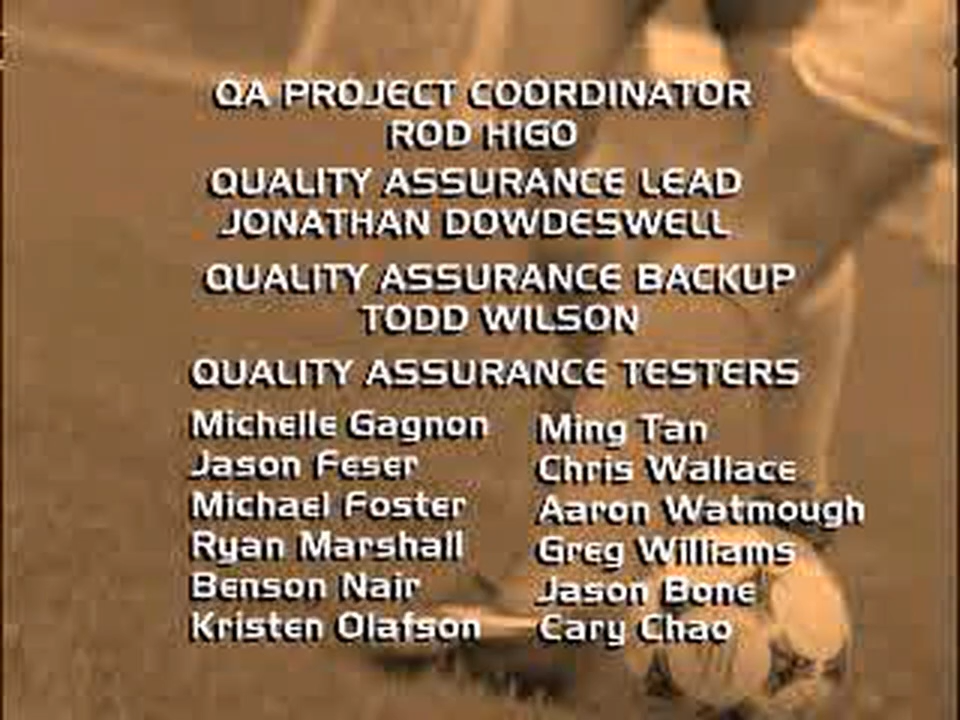 QA PROJECT COORDINATOR
ROD HIGO
QUALITY ASSURANCE LEAD
JONATHAN DOWDESWELL
QUALITY ASSURANCE BACKUP
TODD WILSON
QUALITY ASSURANCE TESTERS
Michelle Gagnon
Jason Feser
Michael Foster
Ryan Marshall
Benson Nair
Kristen Olafson
Ming Tan
Chris Wallace
Aaron Watmough
Greg Williams
Jason Bone
Cary Chao